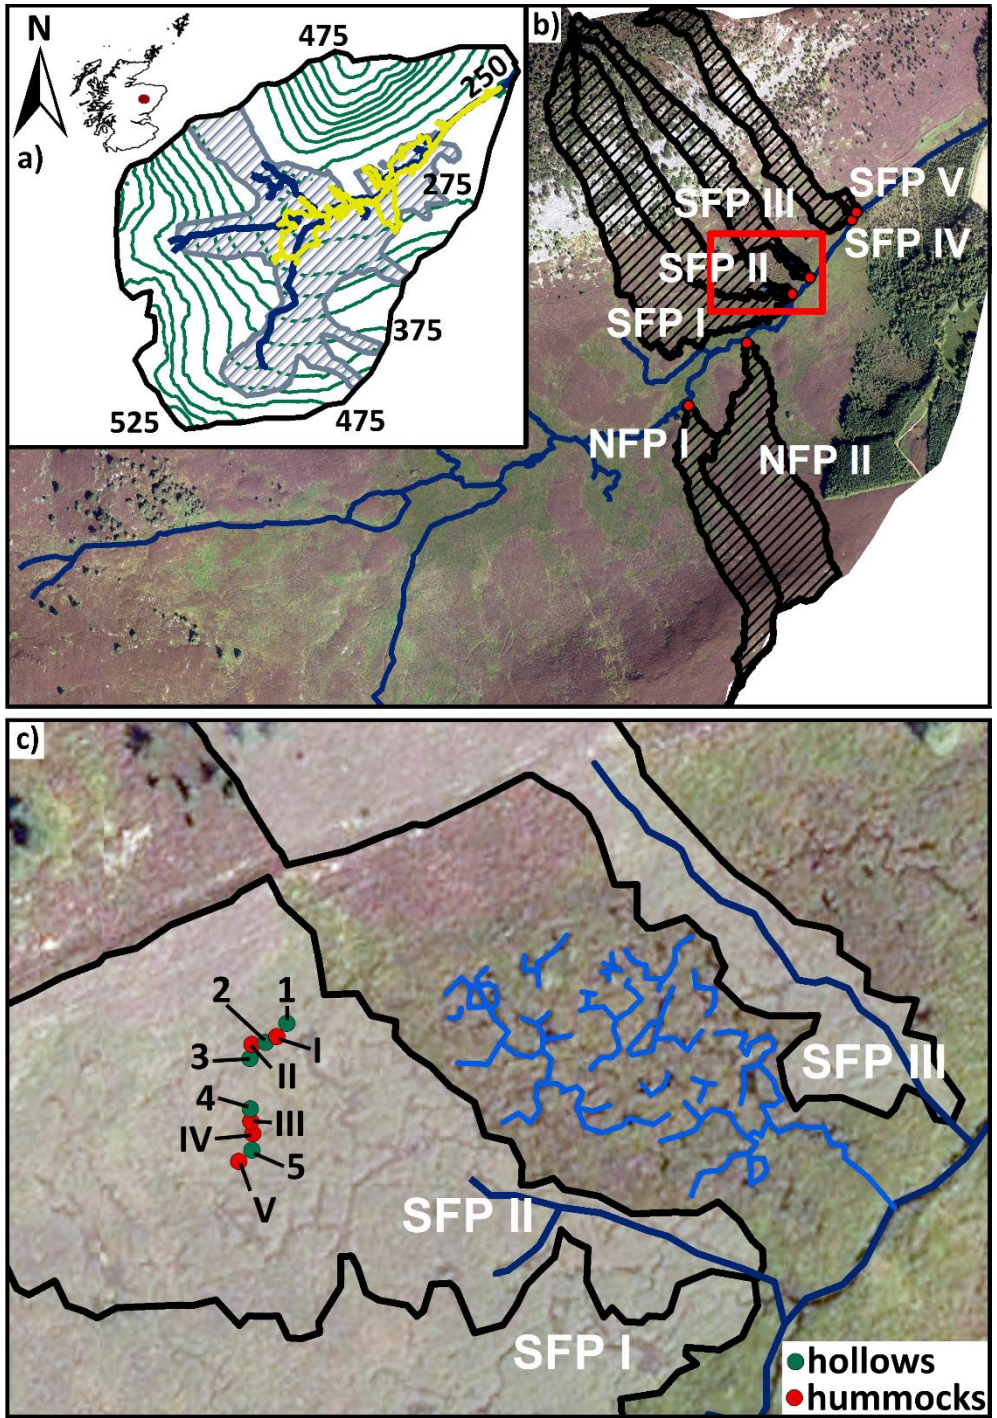 N
475
250
a)
275
375
525
475
b)
SFP V
SFP III
SFP IV
SFP II
SFP I
NFP I
NFP II
c)
2
1
3
I
II
4
III
IV
5
V
SFP III
SFP II
SFP I
hollows
hummocks